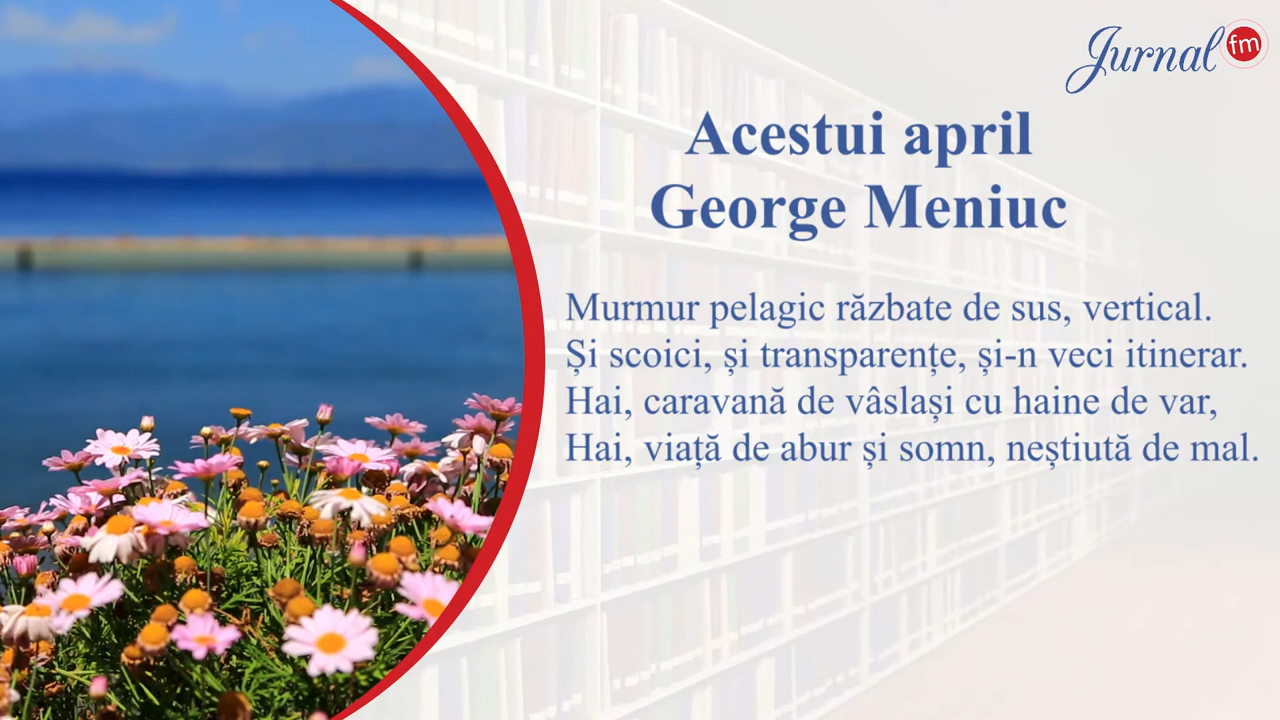 Jurnal fm
Acestui april
George Meniuc
Murmur pelagic răzbate de sus, vertical.
Și scoici, și transparențe, și-n veci itinerar.
Hai, caravană de vâslași cu haine de var,
Hai, viață de abur și somn, neștiută de mal.